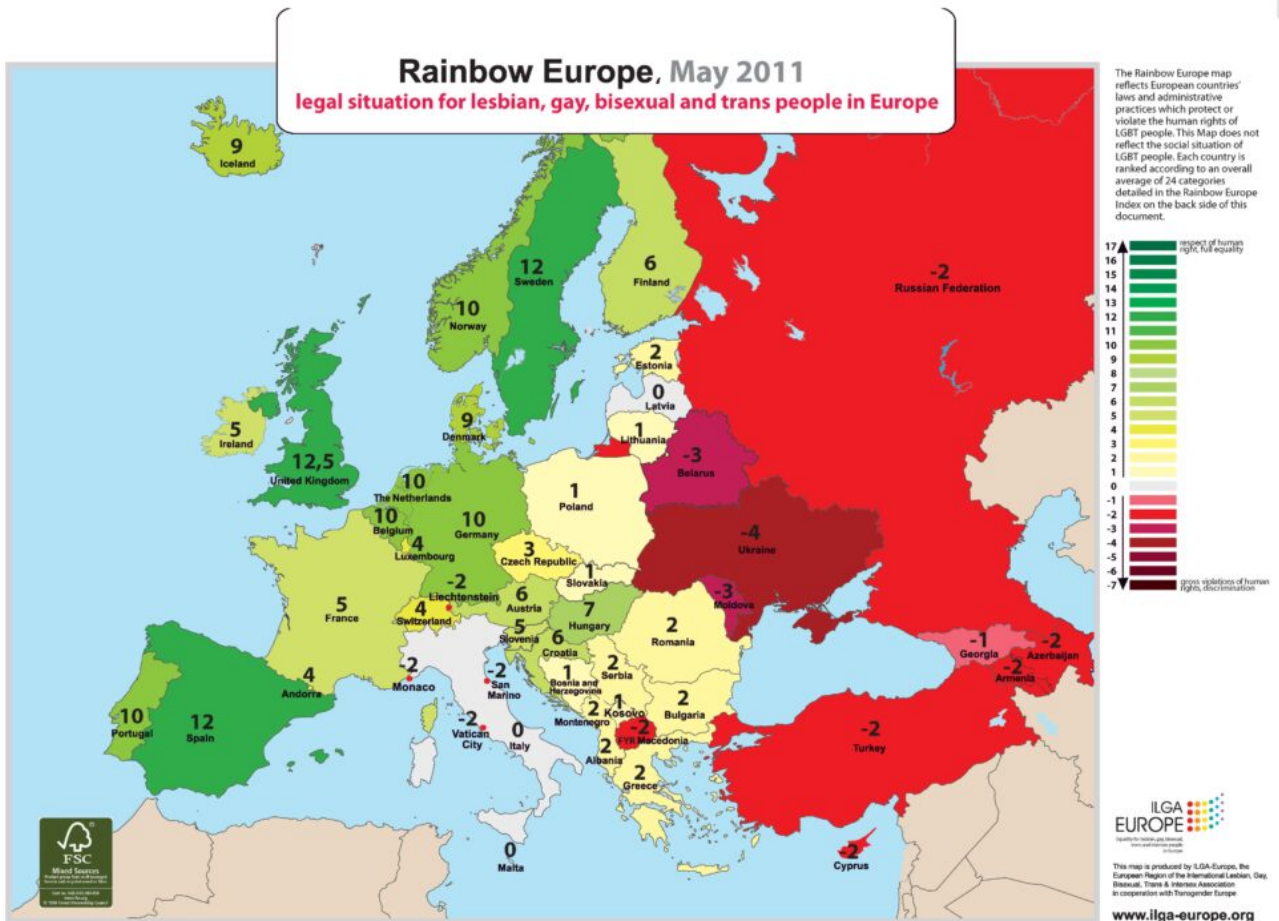 Rainbow Europe, May 2011
legal situation for lesbian, gay, bisexual and trans people in Europe
The Rainbow Europe map
reflects European countries'
laws and administrative
practices which protect or
violate the human rights of
LGBT people. This Map does not
reflect the social situation of
LGBT people. Each country is
ranked according to an overall
average of 24 categories
detailed in the Rainbow Europe
Index on the back side of this
document.
17
respect of human
right, full equality
16
15
14
13
12
11
10
9
8
7
6
5
4
3
2
1
0
-1
-2
-3
-4
-5
-6
-7
gross violations of human
rights, discrimination
9
Iceland
12
Sweden
6
Finland
10
Norway
-2
Russian Federation
2
Estonia
0
Latvia
1
Lithuania
9
Denmark
5
Ireland
12,5
United Kingdom
-3
Belarus
10
The Netherlands
10
Belgium
10
Germany
1
Poland
-4
Ukraine
4
Luxembourg
3
Czech Republic
1
Slovakia
-2
Liechtenstein
6
Austria
7
Hungary
-3
Moldova
5
France
4
Switzerland
5
Slovenia
6
Croatia
2
Romania
-1
Georgia
-2
Azerbaijan
-2
Armenia
4
Andorra
-2
Monaco
-2
San
Marino
1
Bosnia and
Herzegovina
2
Serbia
10
Portugal
12
Spain
-2
Vatican
City
0
Italy
2
Montenegro
1
Kosovo
2
Bulgaria
-2
FYR Macedonia
2
Albania
2
Greece
-2
Turkey
0
Malta
-2
Cyprus
FSC
Mixed Sources
ILGA
EUROPE
Equality for lesbian, gay, bisexual,
trans and intersex people
in Europe
This map is produced by ILGA-Europe, the
European Region of the International Lesbian, Gay,
Bisexual, Trans & Intersex Association
in cooperation with Transgender Europe
www.ilga-europe.org